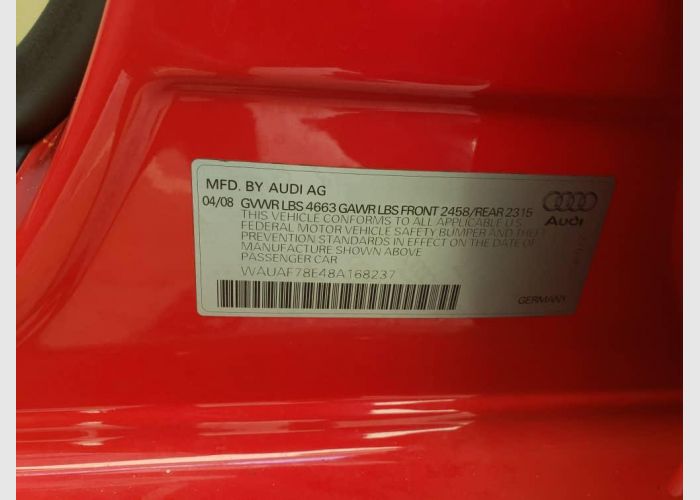 MFD. BY AUDI AG
04/08 GVWR LBS 4663 GAWR LBS FRONT 2458/REAR 2315
THIS VEHICLE CONFORMS TO ALL APPLICABLE U.S
FEDERAL MOTOR VEHICLE SAFETY BUMPER AND THEFT
PREVENTION STANDARDS IN EFFECT ON THE DATE OF
MANUFACTURE SHOWN ABOVE
PASSENGER CAR
WAUAF78E48A168237
Audi
GERMANY